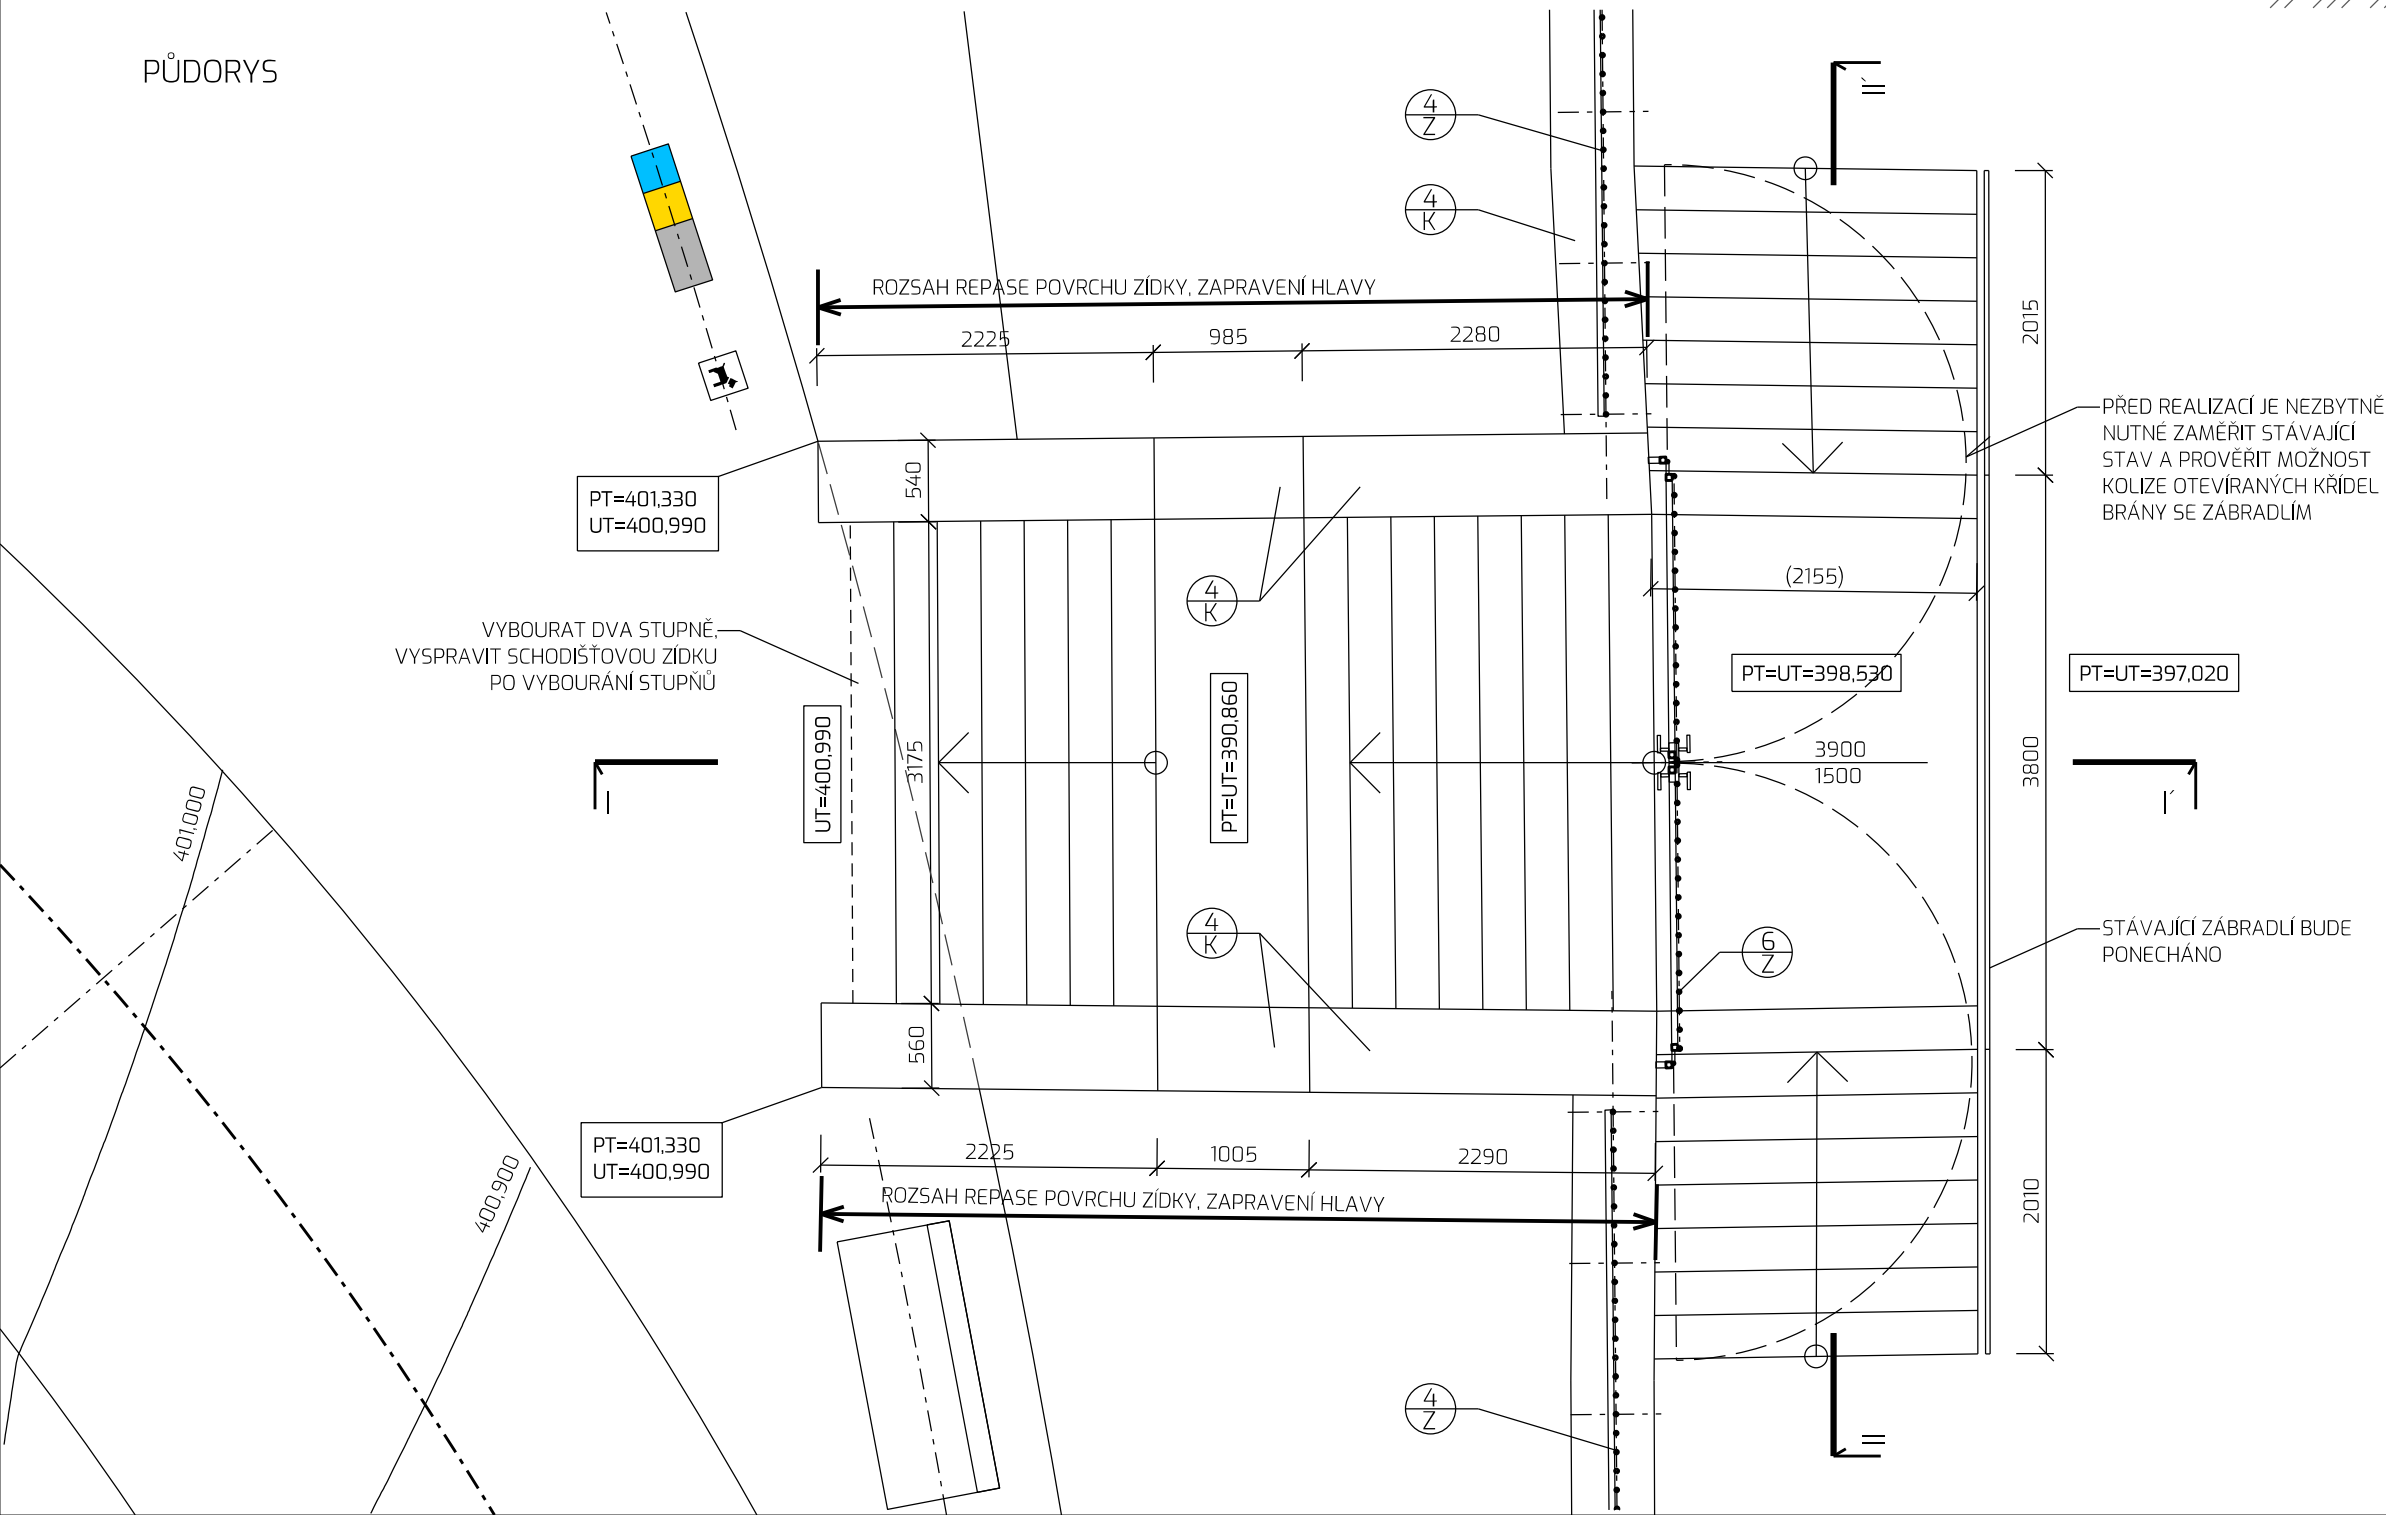 PŮDORYS
4
Z
4
K
II´
ROZSAH REPASE POVRCHU ZÍDKY, ZAPRAVENÍ HLAVY
2225
985
2280
2015
PŘED REALIZACÍ JE NEZBYTNĚ
NUTNÉ ZAMĚŘIT STÁVAJÍCÍ
STAV A PROVĚŘIT MOŽNOST
KOLIZE OTEVÍRANÝCH KŘÍDEL
BRÁNY SE ZÁBRADLÍM
PT=401,330
UT=400,990
540
4
K
(2155)
VYBOURAT DVA STUPNĚ,
VYSPRAVIT SCHODIŠŤOVOU ZÍDKU
PO VYBOURÁNÍ STUPŇŮ
PT=UT=398,530
PT=UT=397,020
UT=400,990
3175
PT=UT=390,860
3900
1500
3800
I
I´
401,000
4
K
6
Z
STÁVAJÍCÍ ZÁBRADLÍ BUDE
PONECHÁNO
560
PT=401,330
UT=400,990
2225
1005
2290
ROZSAH REPASE POVRCHU ZÍDKY, ZAPRAVENÍ HLAVY
400,900
2010
4
Z
II